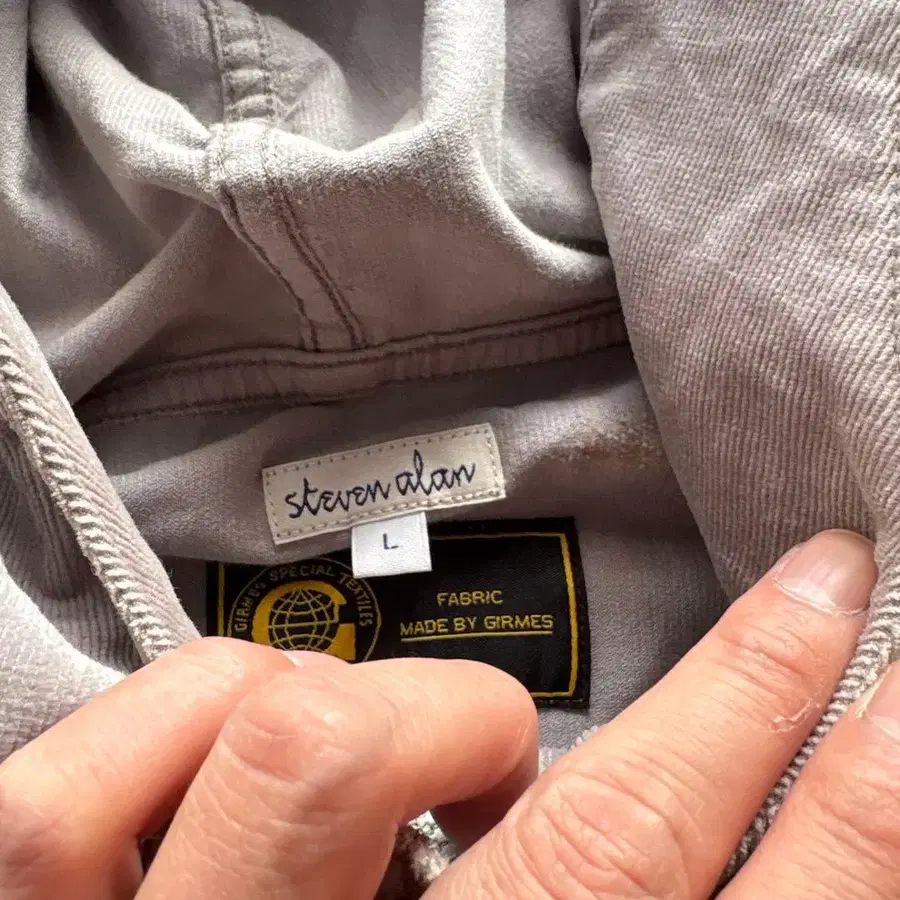 steven alan
L
GIRMES SPECIAL TEXTILES
FABRIC
MADE BY GIRMES